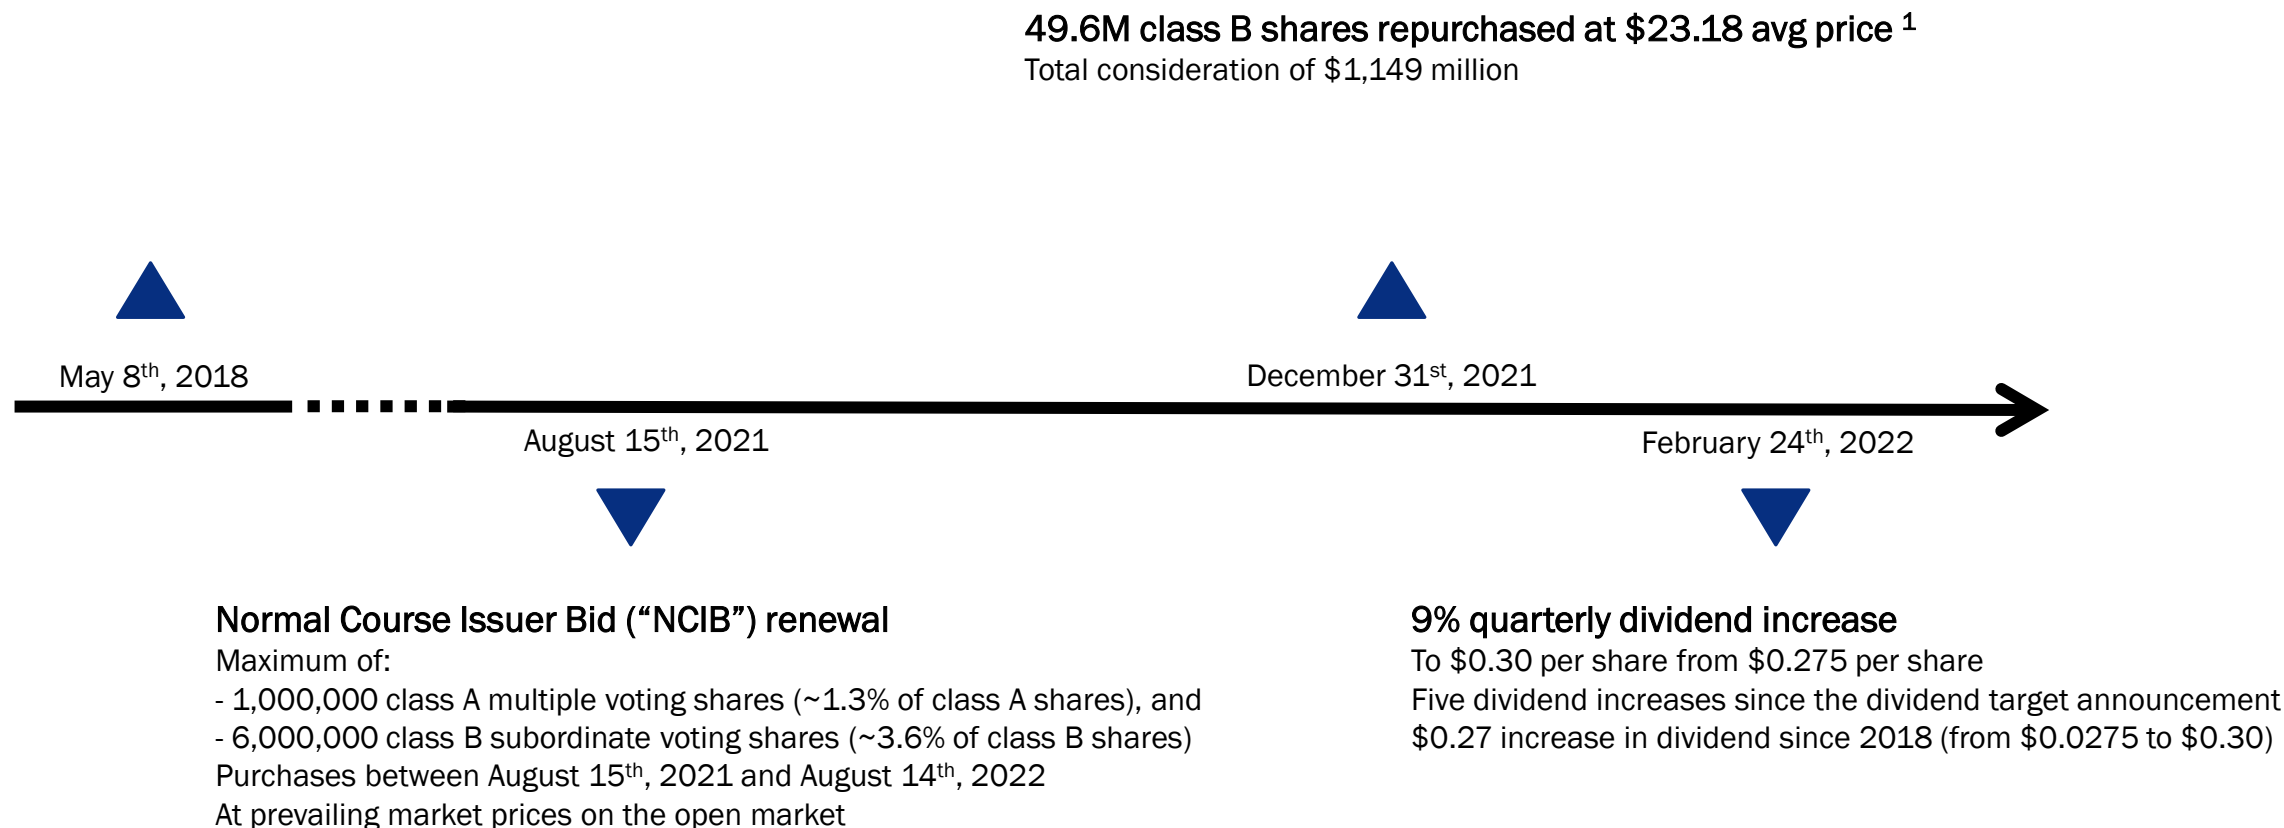 49.6M class B shares repurchased at $23.18 avg price ¹
Total consideration of $1,149 million
May 8th, 2018
December 31st, 2021
August 15th, 2021
February 24th, 2022
Normal Course Issuer Bid (“NCIB”) renewal
Maximum of:
- 1,000,000 class A multiple voting shares (~1.3% of class A shares), and
- 6,000,000 class B subordinate voting shares (~3.6% of class B shares)
Purchases between August 15th, 2021 and August 14th, 2022
At prevailing market prices on the open market
9% quarterly dividend increase
To $0.30 per share from $0.275 per share
Five dividend increases since the dividend target announcement
$0.27 increase in dividend since 2018 (from $0.0275 to $0.30)